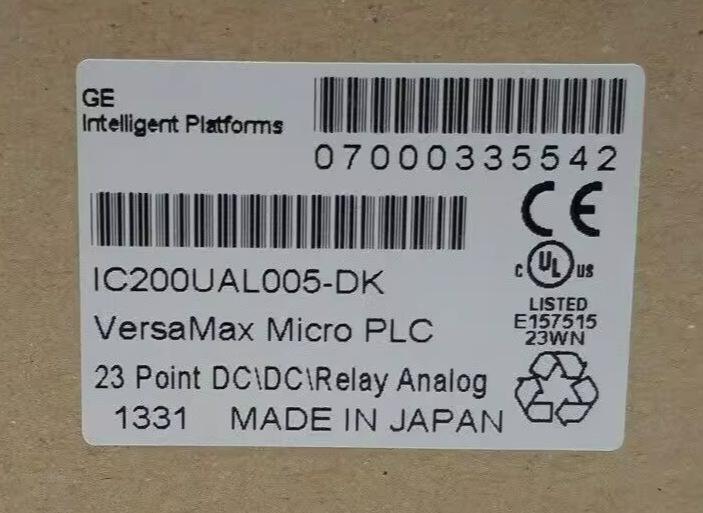 GE
Intelligent Platforms
07000335542
IC200UAL005-DK
VersaMax Micro PLC
23 Point DC\DC\Relay Analog
1331 MADE IN JAPAN
CE
C UL US
LISTED
E157515
23WN